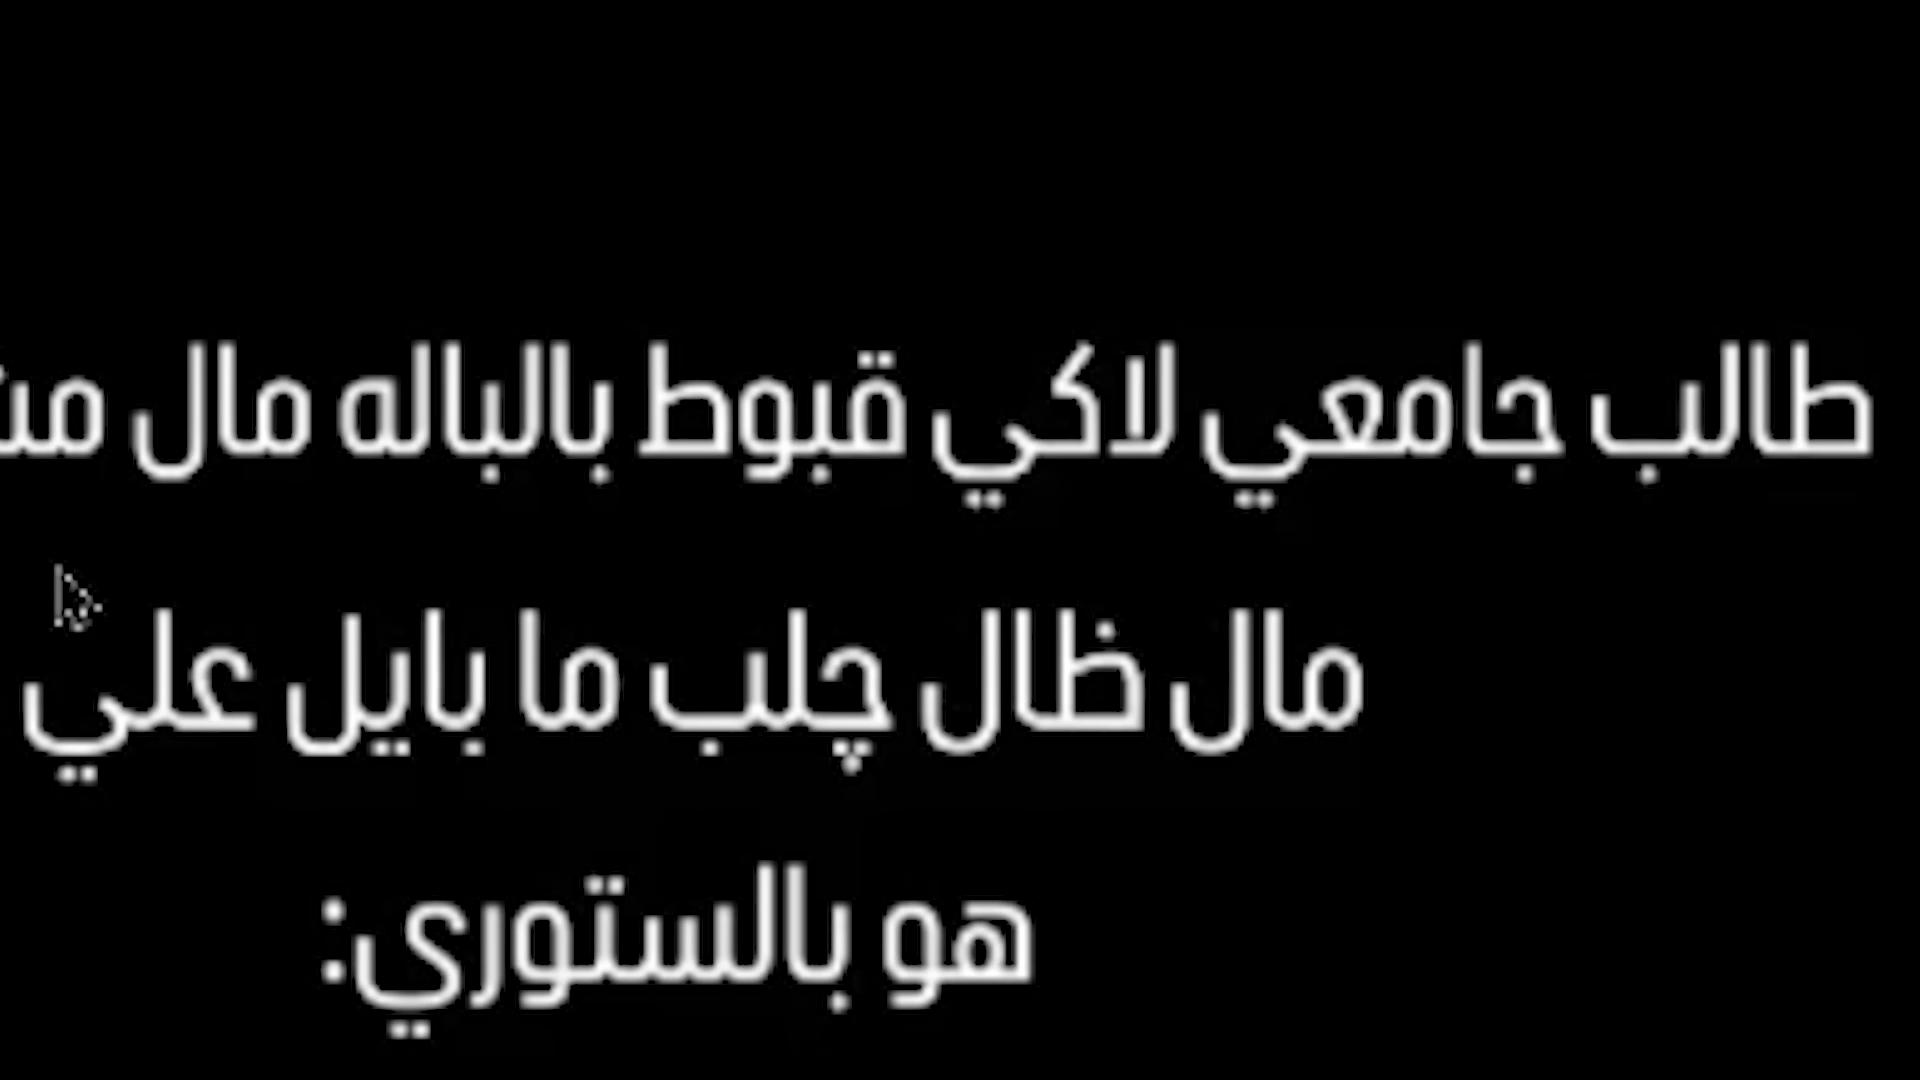 طالب جامعي لاكي قبوط بالباله مال
مال ظال چلب ما بايل علي
هو بالستوري: